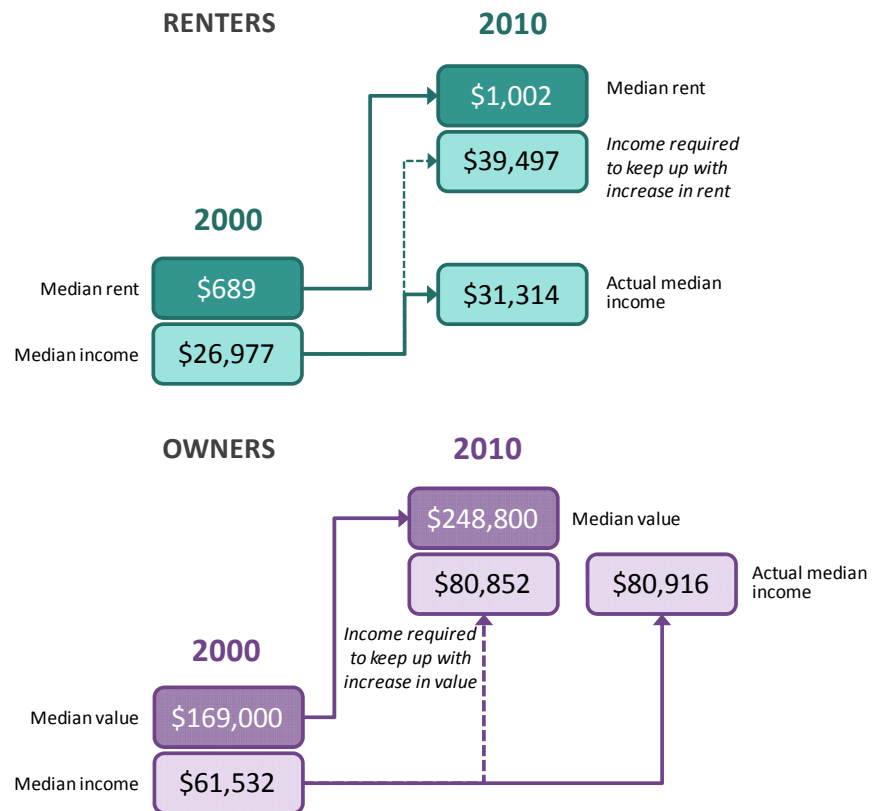 RENTERS
2010
$1,002
Median rent
$39,497
Income required
to keep up with
increase in rent
2000
Median rent
$689
$31,314
Actual median
income
Median income
$26,977
OWNERS
2010
$248,800
Median value
$80,852
$80,916
Actual median
income
Income required
to keep up with
increase in value
2000
Median value
$169,000
Median income
$61,532